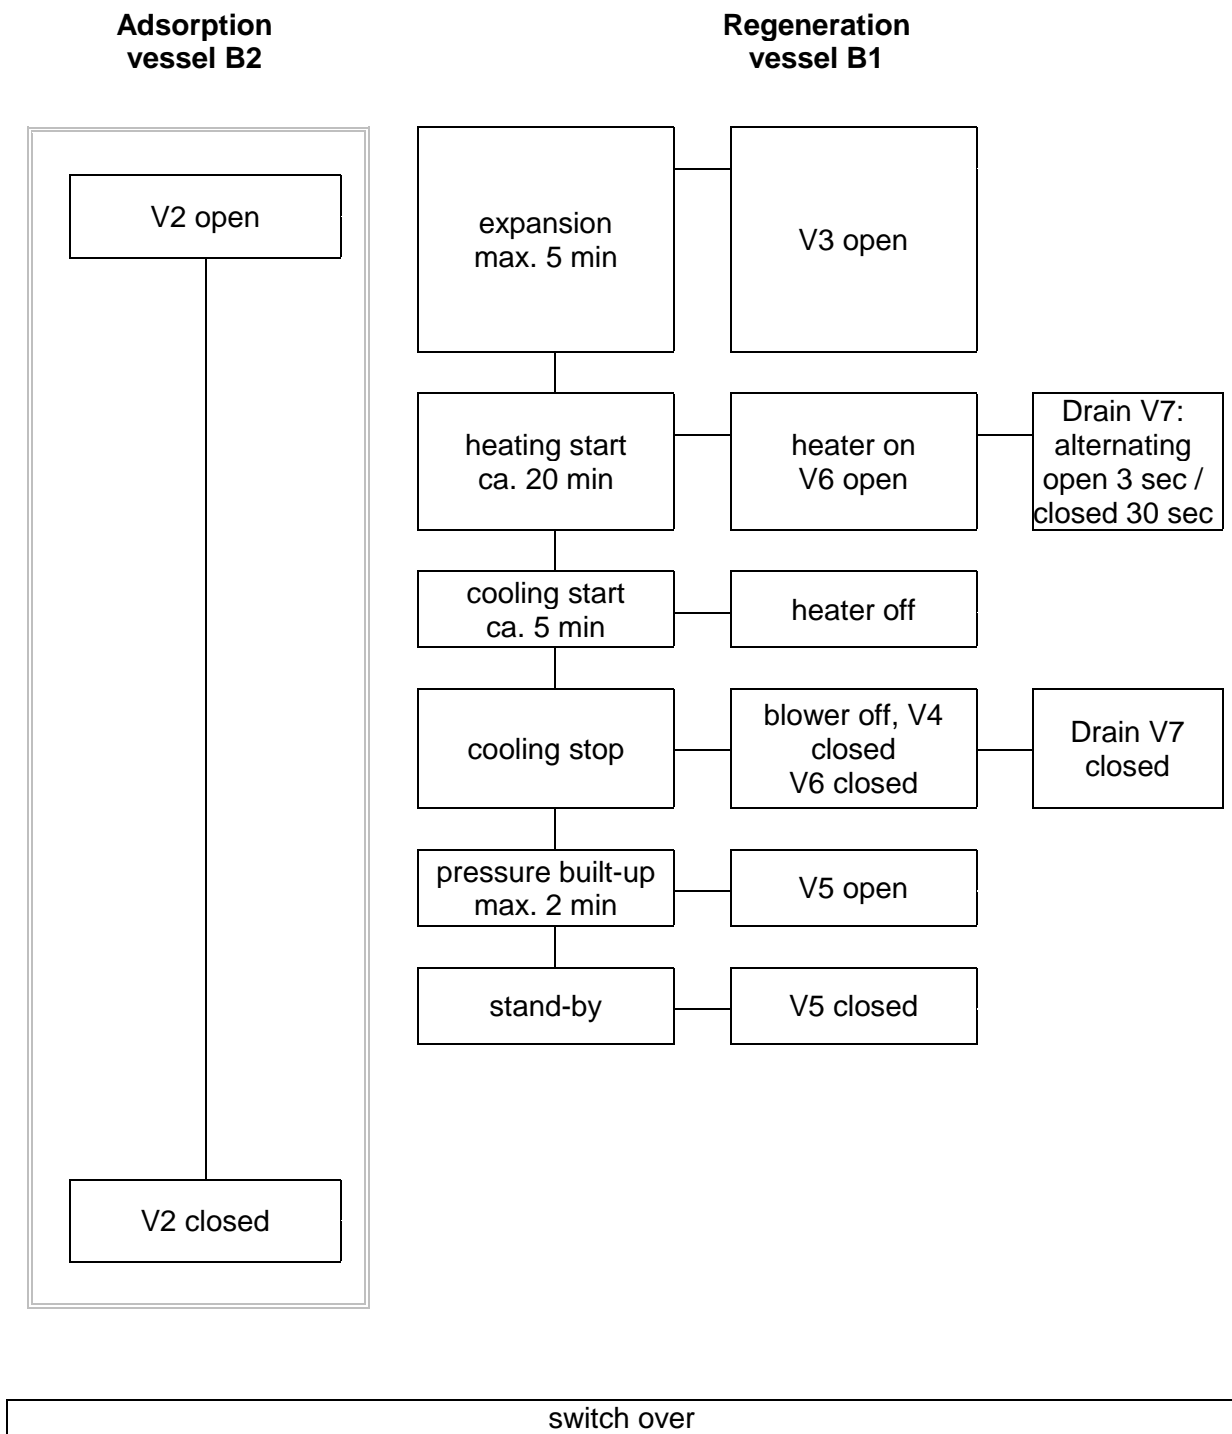 Adsorption
vessel B2
Regeneration
vessel B1
V2 open
expansion
max. 5 min
V3 open
heating start
ca. 20 min
heater on
V6 open
Drain V7:
alternating
open 3 sec /
closed 30 sec
cooling start
ca. 5 min
heater off
cooling stop
blower off, V4
closed
V6 closed
Drain V7
closed
pressure built-up
max. 2 min
V5 open
stand-by
V5 closed
V2 closed
switch over